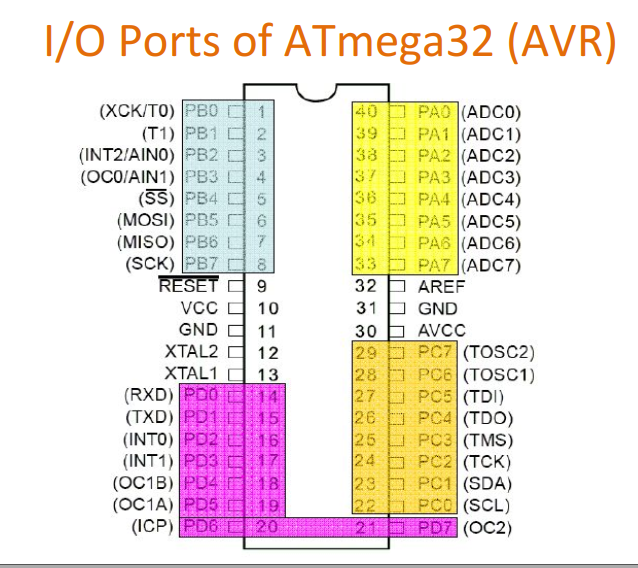 I/O Ports of ATmega32 (AVR)
(XCK/T0) PB0 1 40 PA0 (ADC0)
(T1) PB1 2 39 PA1 (ADC1)
(INT2/AIN0) PB2 3 38 PA2 (ADC2)
(OC0/AIN1) PB3 4 37 PA3 (ADC3)
(SS) PB4 5 36 PA4 (ADC4)
(MOSI) PB5 6 35 PA5 (ADC5)
(MISO) PB6 7 34 PA6 (ADC6)
(SCK) PB7 8 33 PA7 (ADC7)
RESET 9 32 AREF
VCC 10 31 GND
GND 11 30 AVCC
XTAL2 12 29 PC7 (TOSC2)
XTAL1 13 28 PC6 (TOSC1)
(RXD) PD0 14 27 PC5 (TDI)
(TXD) PD1 15 26 PC4 (TDO)
(INT0) PD2 16 25 PC3 (TMS)
(INT1) PD3 17 24 PC2 (TCK)
(OC1B) PD4 18 23 PC1 (SDA)
(OC1A) PD5 19 22 PC0 (SCL)
(ICP) PD6 20 21 PD7 (OC2)